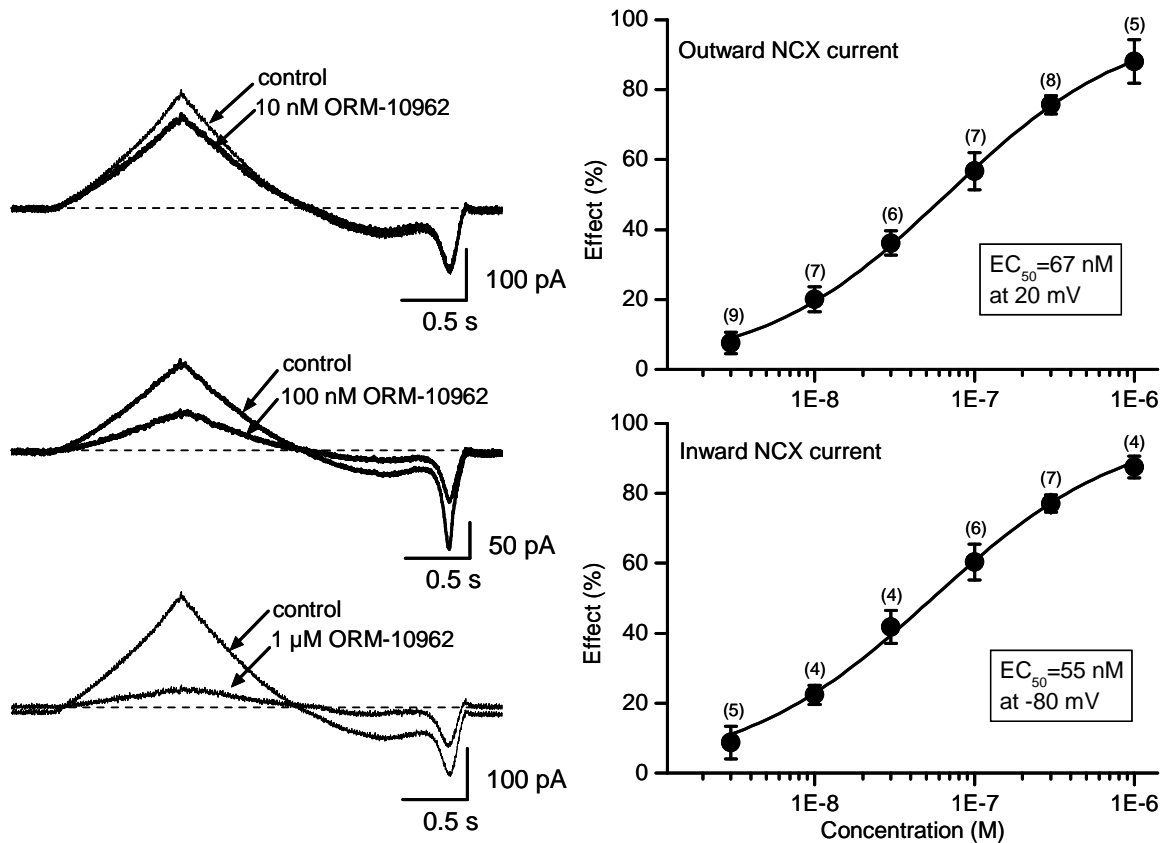 control
10 nM ORM-10962
100 pA
0.5 s
control
100 nM ORM-10962
50 pA
0.5 s
control
1 µM ORM-10962
100 pA
0.5 s
Outward NCX current
Effect (%)
100
80
60
40
20
0
(9)
(7)
(6)
(7)
(8)
(5)
EC50=67 nM
at 20 mV
1E-8
1E-7
1E-6
Inward NCX current
Effect (%)
100
80
60
40
20
0
(5)
(4)
(4)
(6)
(7)
(4)
EC50=55 nM
at -80 mV
1E-8
1E-7
1E-6
Concentration (M)